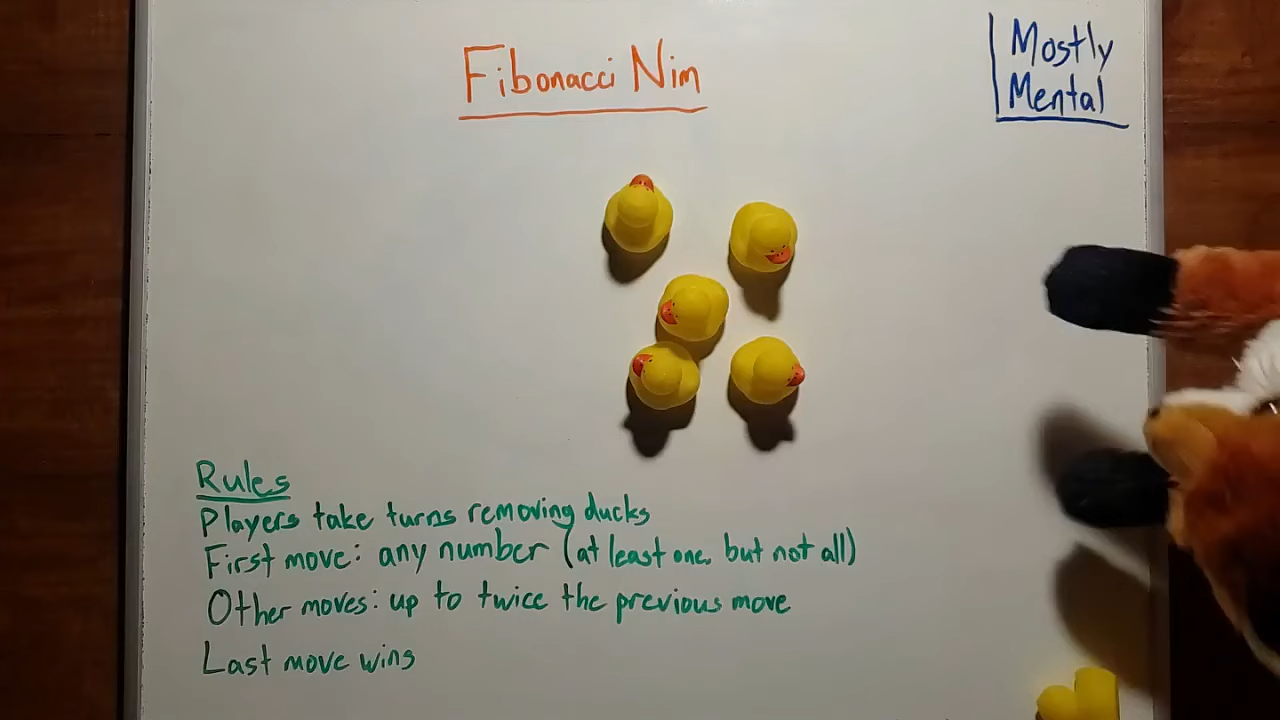 Fibonacci Nim
Mostly
Mental
Rules
Players take turns removing ducks
First move: any number (at least one, but not all)
Other moves: up to twice the previous move
Last move wins